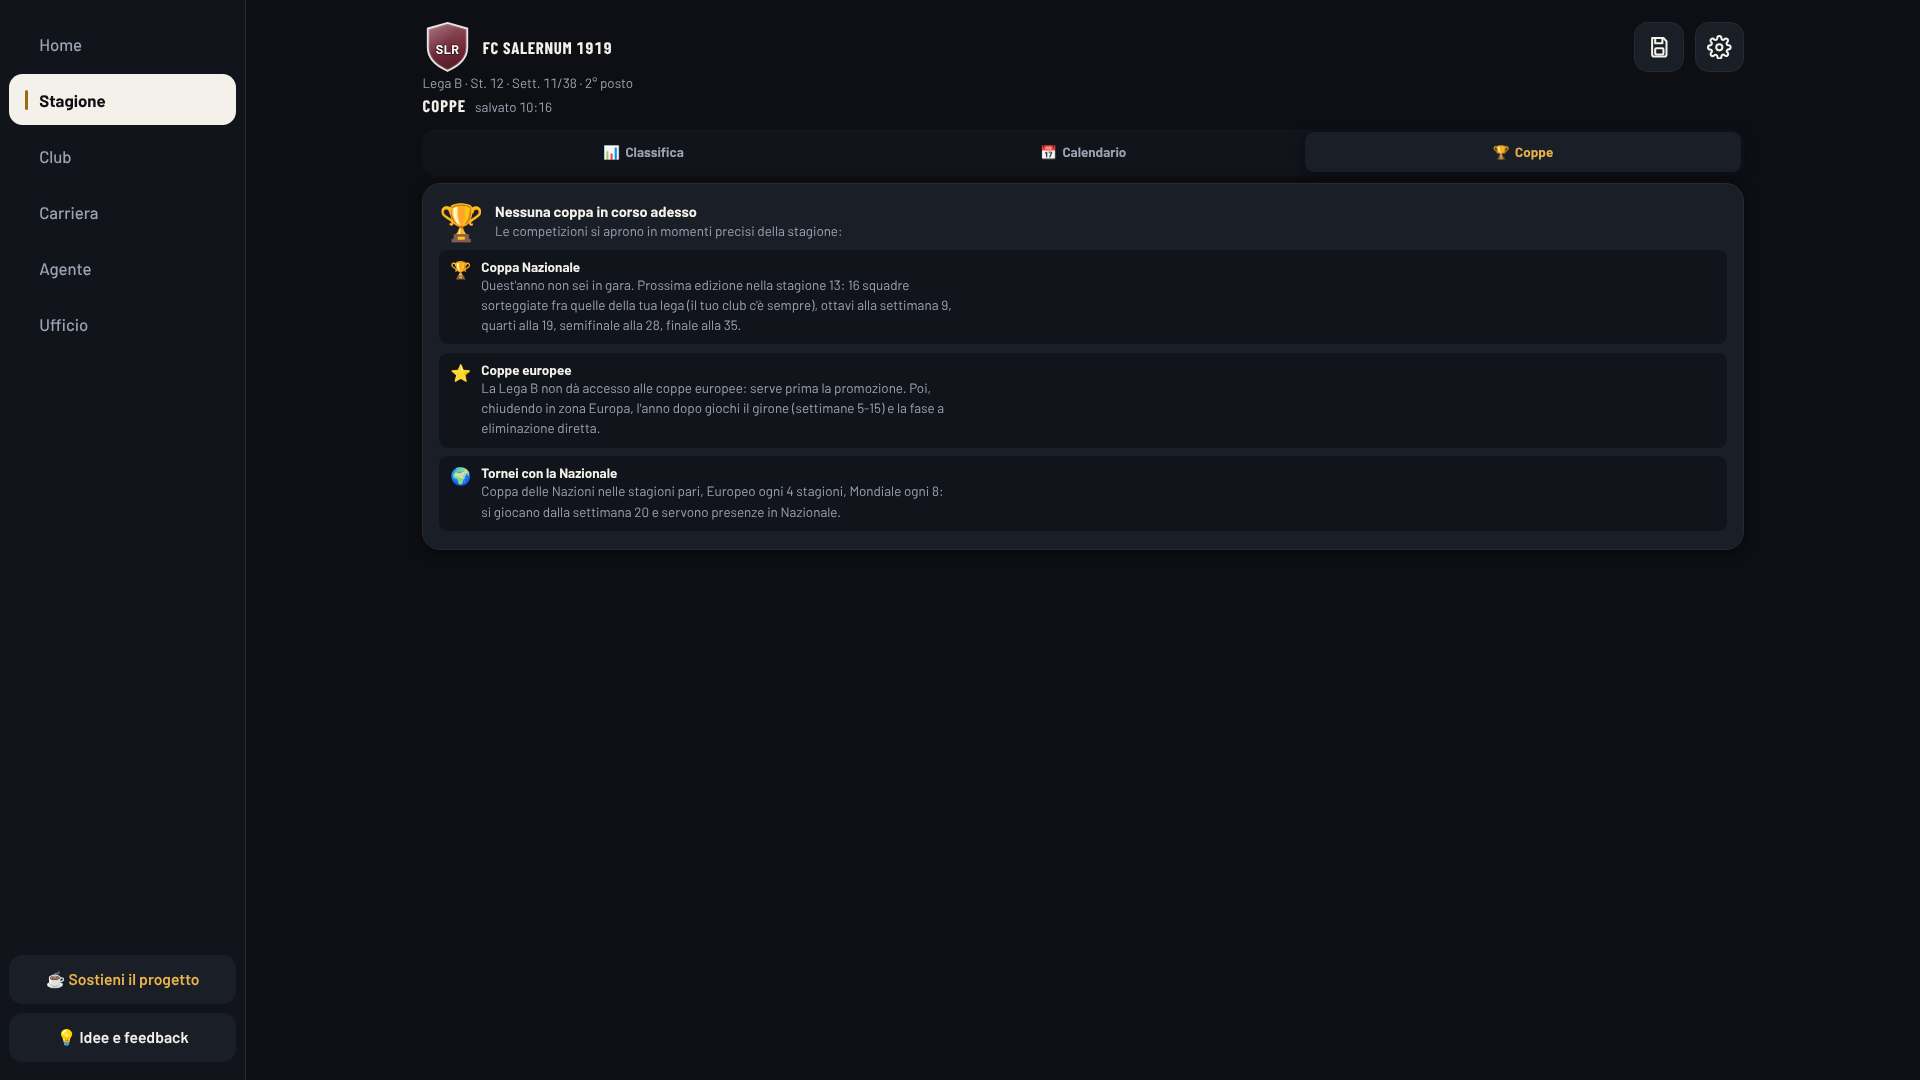 Home
Stagione
Club
Carriera
Agente
Ufficio
☕ Sostieni il progetto
💡 Idee e feedback
SLR
FC SALERNUM 1919
Lega B · St. 12 · Sett. 11/38 · 2° posto
COPPE salvato 10:16
📊 Classifica
📅 Calendario
🏆 Coppe
Nessuna coppa in corso adesso
Le competizioni si aprono in momenti precisi della stagione:
Coppa Nazionale
Quest'anno non sei in gara. Prossima edizione nella stagione 13: 16 squadre
sorteggiate fra quelle della tua lega (il tuo club c'è sempre), ottavi alla settimana 9,
quarti alla 19, semifinale alla 28, finale alla 35.
Coppe europee
La Lega B non dà accesso alle coppe europee: serve prima la promozione. Poi,
chiudendo in zona Europa, l'anno dopo giochi il girone (settimane 5-15) e la fase a
eliminazione diretta.
Tornei con la Nazionale
Coppa delle Nazioni nelle stagioni pari, Europeo ogni 4 stagioni, Mondiale ogni 8:
si giocano dalla settimana 20 e servono presenze in Nazionale.